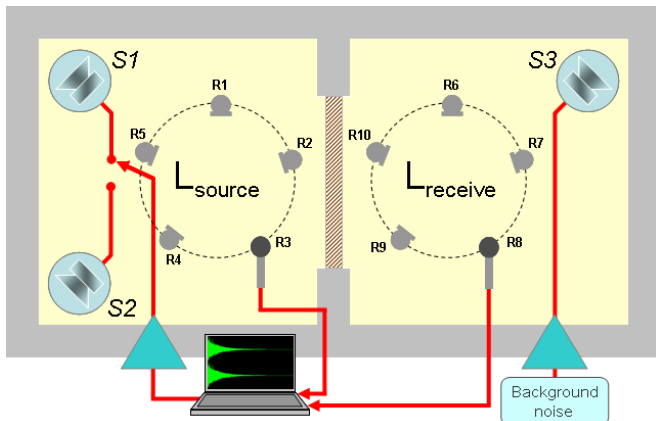 S1
S3
R1
R6
R5
R2
R10
R7
Lsource
Lreceive
R4
R3
R9
R8
S2
Background
noise